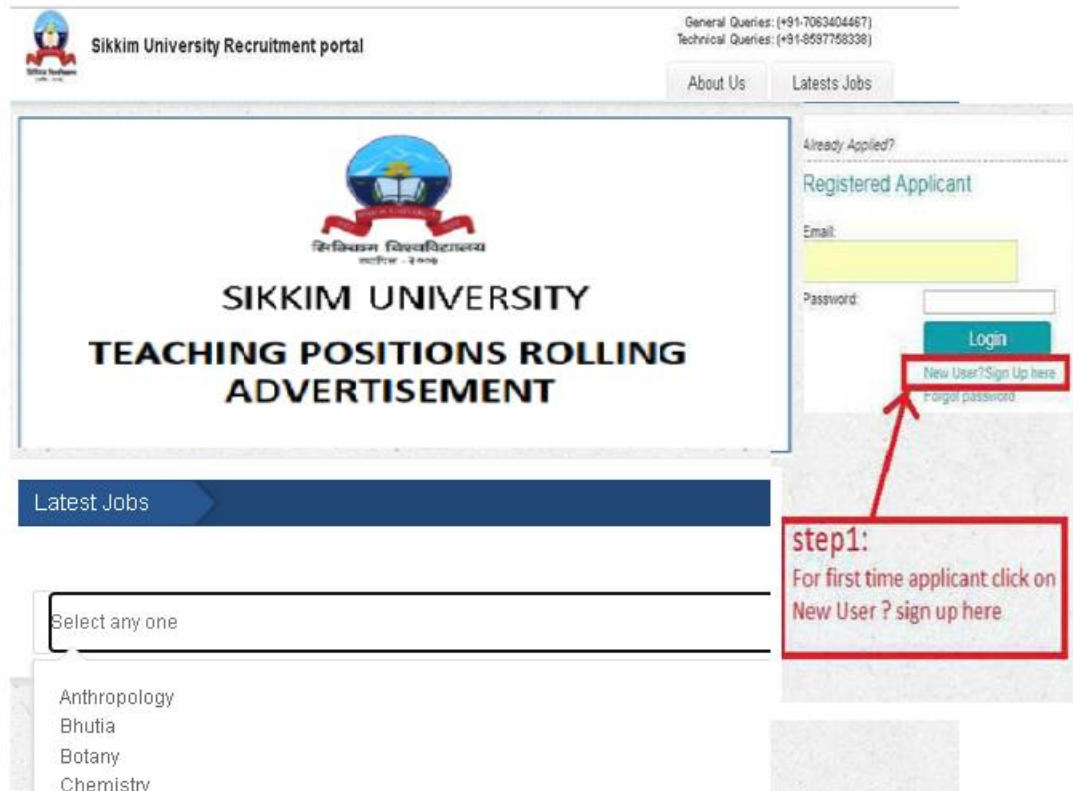 Sikkim University Recruitment portal
General Queries: (+91-7063404467)
Technical Queries: (+91-8597758338)
About Us
Latests Jobs
SIKKIM UNIVERSITY
सिक्किम विश्वविद्यालय
SIKKIM UNIVERSITY
TEACHING POSITIONS ROLLING
ADVERTISEMENT
Already Applied?
Registered Applicant
Email:
Password:
Login
New User?Sign Up here
Forgot password
step1:
For first time applicant click on
New User ? sign up here
Latest Jobs
Select any one
Anthropology
Bhutia
Botany
Chemistry